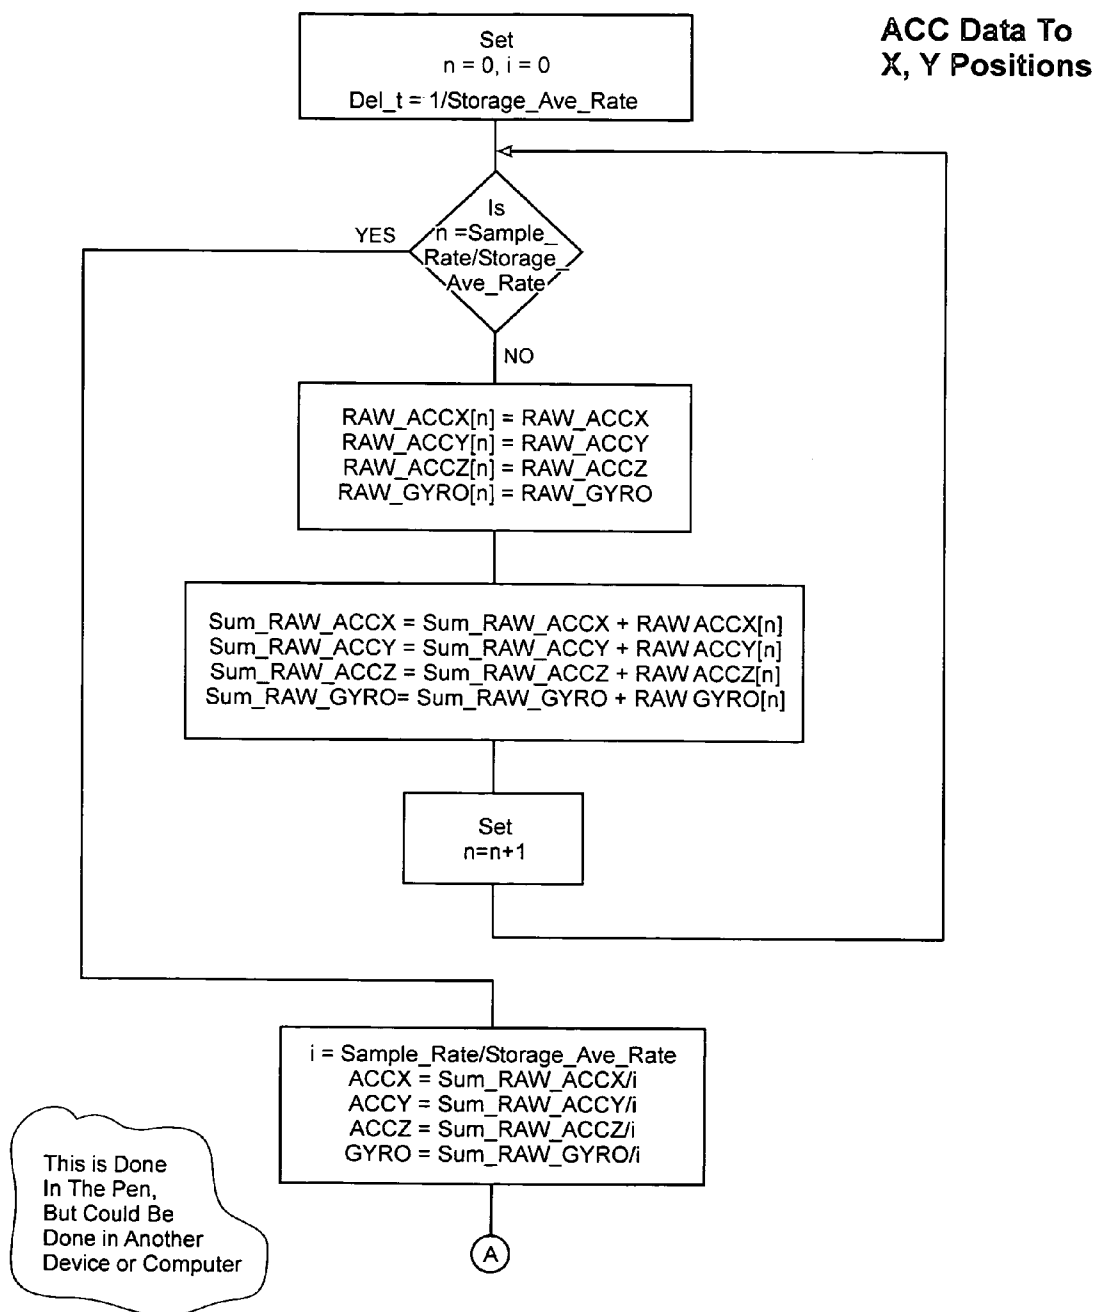 ACC Data To
X, Y Positions
Set
n = 0, i = 0
Del_t = 1/Storage_Ave_Rate
Is
n =Sample_
Rate/Storage_
Ave_Rate
YES
NO
RAW_ACCX[n] = RAW_ACCX
RAW_ACCY[n] = RAW_ACCY
RAW_ACCZ[n] = RAW_ACCZ
RAW_GYRO[n] = RAW_GYRO
Sum_RAW_ACCX = Sum_RAW_ACCX + RAW ACCX[n]
Sum_RAW_ACCY = Sum_RAW_ACCY + RAW ACCY[n]
Sum_RAW_ACCZ = Sum_RAW_ACCZ + RAW ACCZ[n]
Sum_RAW_GYRO= Sum_RAW_GYRO + RAW GYRO[n]
Set
n=n+1
i = Sample_Rate/Storage_Ave_Rate
ACCX = Sum_RAW_ACCX/i
ACCY = Sum_RAW_ACCY/i
ACCZ = Sum_RAW_ACCZ/i
GYRO = Sum_RAW_GYRO/i
This is Done
In The Pen,
But Could Be
Done in Another
Device or Computer
A